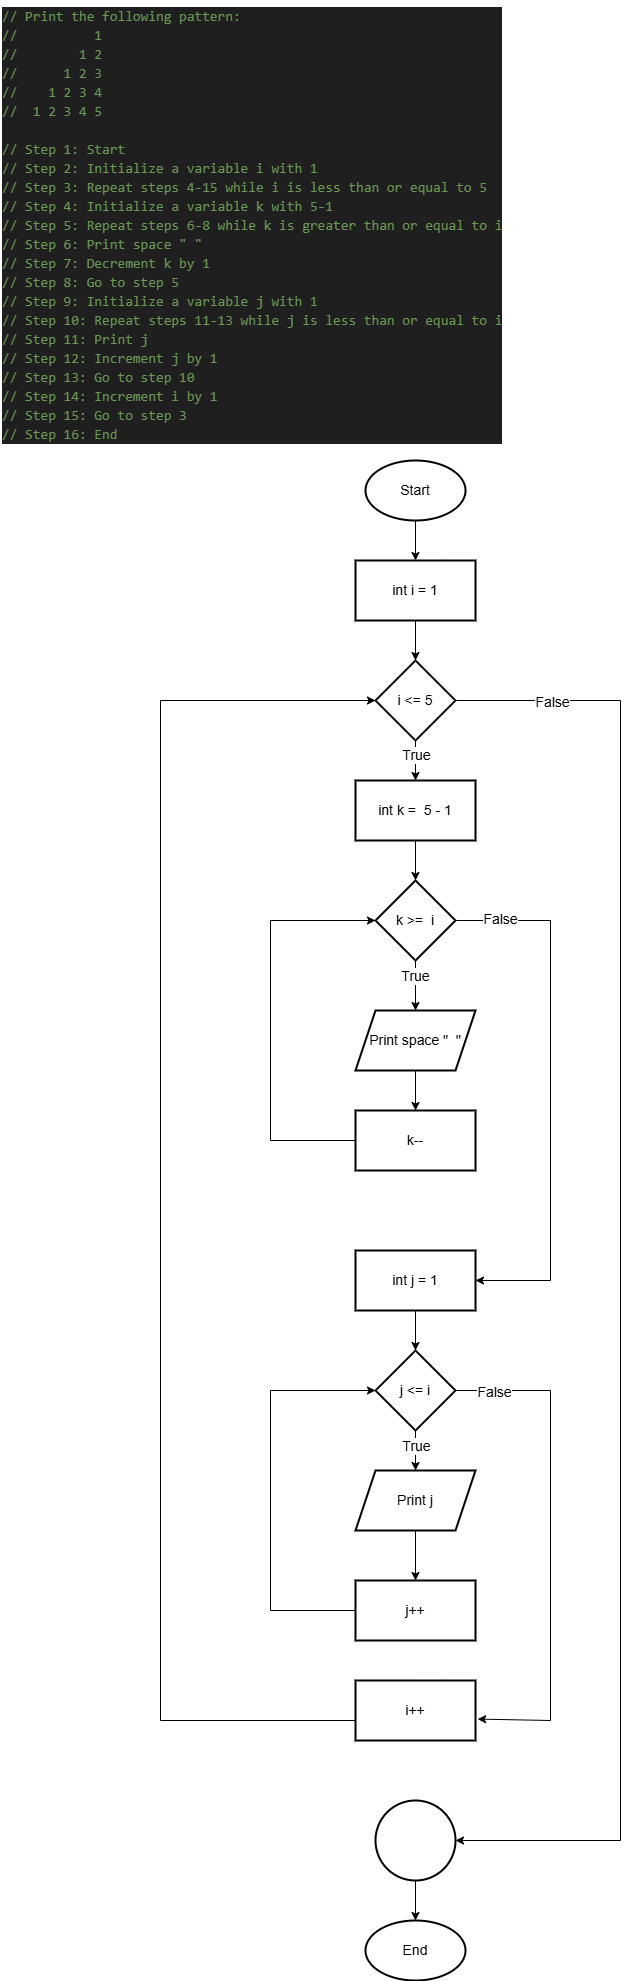 // Print the following pattern:
//          1
//        1 2
//      1 2 3
//    1 2 3 4
//  1 2 3 4 5
// Step 1: Start
// Step 2: Initialize a variable i with 1
// Step 3: Repeat steps 4-15 while i is less than or equal to 5
// Step 4: Initialize a variable k with 5-1
// Step 5: Repeat steps 6-8 while k is greater than or equal to i
// Step 6: Print space " "
// Step 7: Decrement k by 1
// Step 8: Go to step 5
// Step 9: Initialize a variable j with 1
// Step 10: Repeat steps 11-13 while j is less than or equal to i
// Step 11: Print j
// Step 12: Increment j by 1
// Step 13: Go to step 10
// Step 14: Increment i by 1
// Step 15: Go to step 3
// Step 16: End
Start
int i = 1
i <= 5
False
True
int k =  5 - 1
k >=  i
False
True
Print space "  "
k--
int j = 1
j <= i
False
True
Print j
j++
i++
End